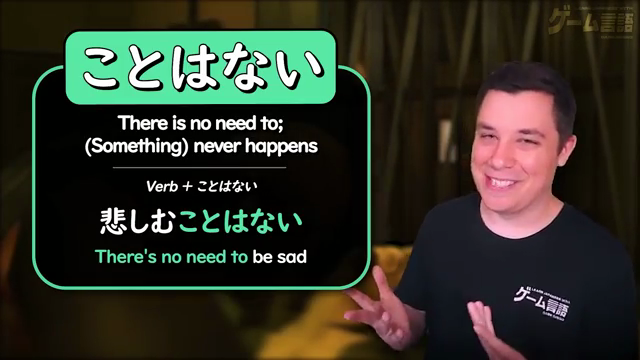 ことはない
There is no need to;
(Something) never happens
Verb + ことはない
悲しむことはない
There's no need to be sad
ゲーム言語
ゲーム言語